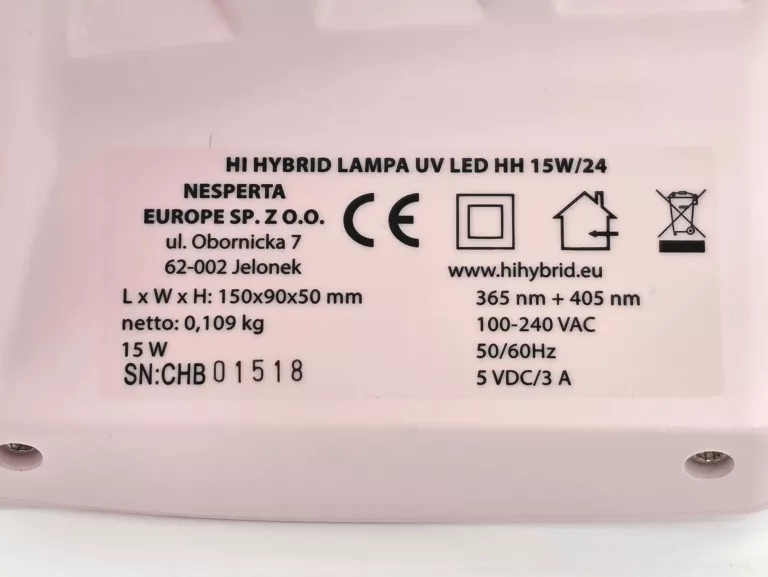 HI HYBRID LAMPA UV LED HH 15W/24
NESPERTA
EUROPE SP. Z O.O.
ul. Obornicka 7
62-002 Jelonek
CE
www.hihybrid.eu
L x W x H: 150x90x50 mm
netto: 0,109 kg
15 W
SN:CHB 01518
365 nm + 405 nm
100-240 VAC
50/60Hz
5 VDC/3 A